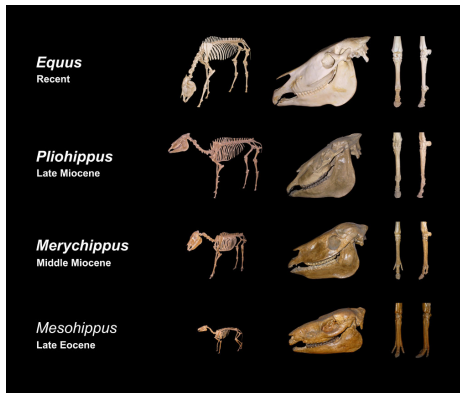 Equus
Recent
Pliohippus
Late Miocene
Merychippus
Middle Miocene
Mesohippus
Late Eocene